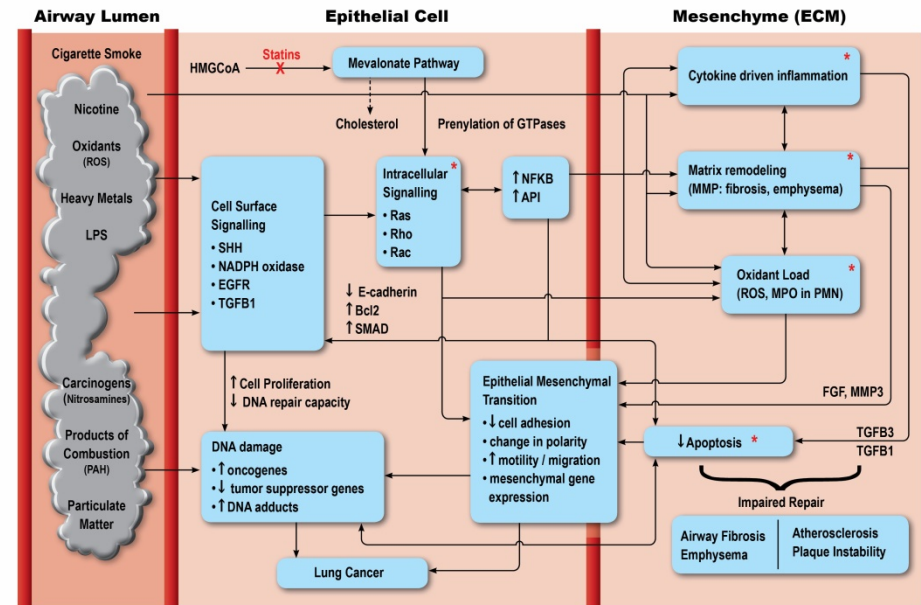 Airway Lumen
Epithelial Cell
Mesenchyme (ECM)
Cigarette Smoke
Nicotine
Oxidants
(ROS)
Heavy Metals
LPS
Carcinogens
(Nitrosamines)
Products of
Combustion
(PAH)
Particulate
Matter
HMGCoA
Statins
X
Mevalonate Pathway
Cholesterol
Prenylation of GTPases
Cell Surface
Signalling
• SHH
• NADPH oxidase
• EGFR
• TGFB1
Intracellular *
Signalling
• Ras
• Rho
• Rac
↑ NFKB
↑ API
↓ E-cadherin
↑ Bcl2
↑ SMAD
↑ Cell Proliferation
↓ DNA repair capacity
DNA damage
• ↑ oncogenes
• ↓ tumor suppressor genes
• ↑ DNA adducts
Epithelial Mesenchymal
Transition
• ↓ cell adhesion
• change in polarity
• ↑ motility / migration
• mesenchymal gene
expression
Lung Cancer
*
Cytokine driven inflammation
*
Matrix remodeling
(MMP: fibrosis, emphysema)
*
Oxidant Load
(ROS, MPO in PMN)
FGF, MMP3
↓ Apoptosis *
TGFB3
TGFB1
Impaired Repair
Airway Fibrosis
Emphysema
Atherosclerosis
Plaque Instability